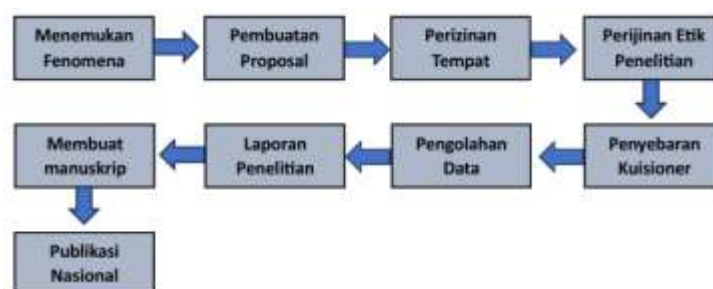 Menemukan
Fenomena
Pembuatan
Proposal
Perizinan
Tempat
Perijinan Etik
Penelitian
Penyebaran
Kuisioner
Pengolahan
Data
Laporan
Penelitian
Membuat
manuskrip
Publikasi
Nasional